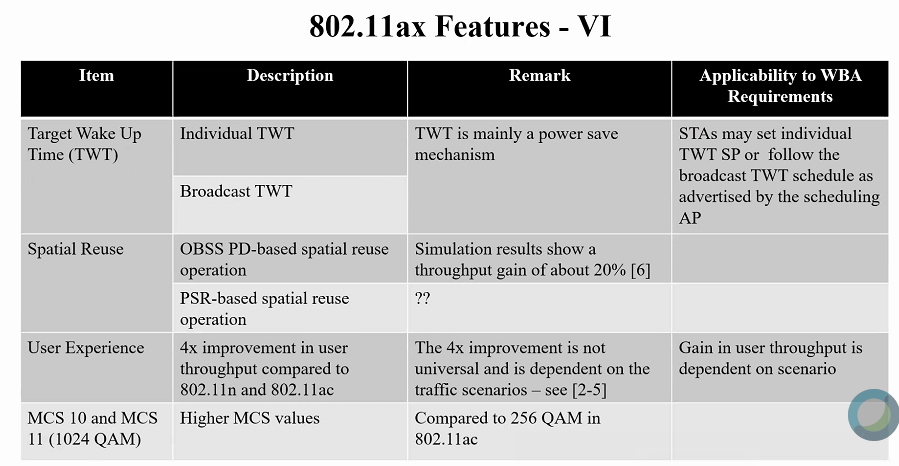 802.11ax Features - VI
Item
Description
Remark
Applicability to WBA
Requirements
Target Wake Up
Time (TWT)
Individual TWT
Broadcast TWT
TWT is mainly a power save
mechanism
STAs may set individual
TWT SP or follow the
broadcast TWT schedule as
advertised by the scheduling
AP
Spatial Reuse
OBSS PD-based spatial reuse
operation
Simulation results show a
throughput gain of about 20% [6]
PSR-based spatial reuse
operation
??
User Experience
4x improvement in user
throughput compared to
802.11n and 802.11ac
The 4x improvement is not
universal and is dependent on the
traffic scenarios – see [2-5]
Gain in user throughput is
dependent on scenario
MCS 10 and MCS
11 (1024 QAM)
Higher MCS values
Compared to 256 QAM in
802.11ac